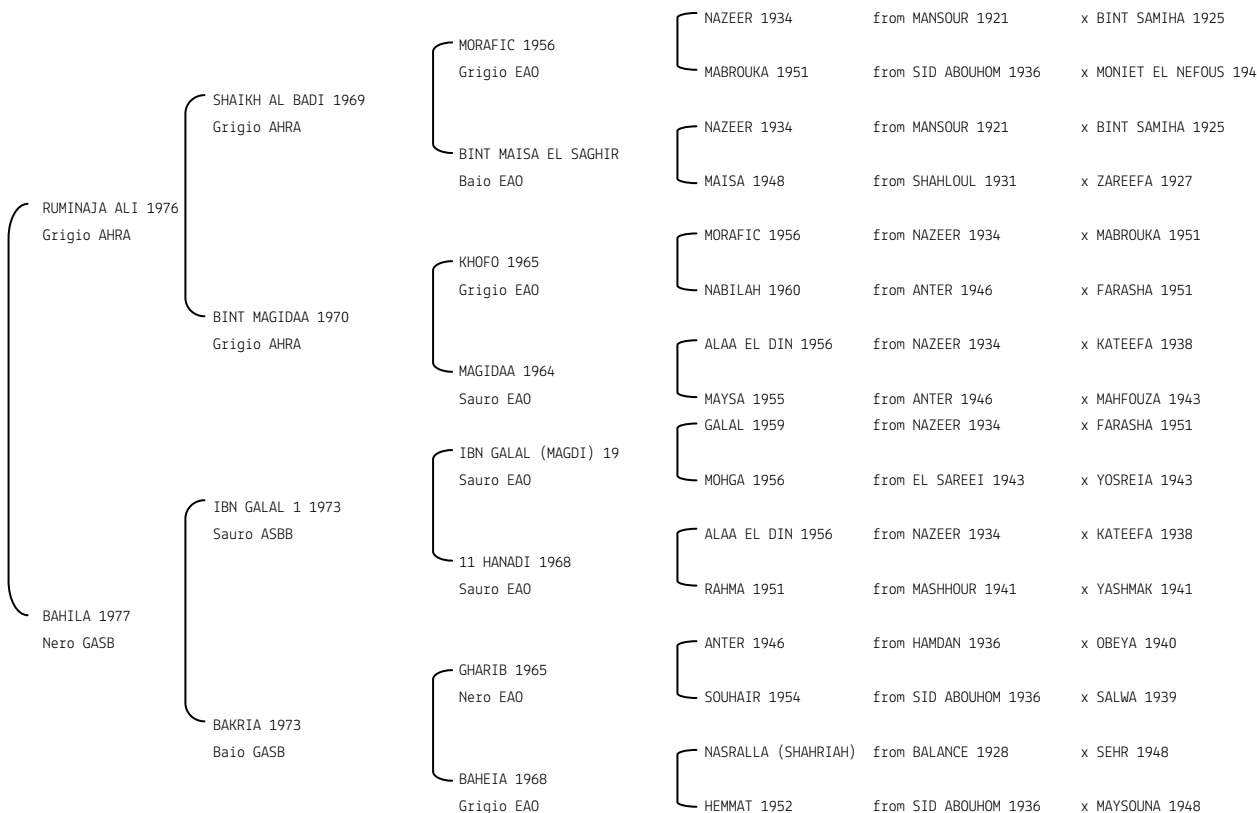 NAZEER 1934 from MANSOUR 1921 x BINT SAMIHA 1925
MORAFIC 1956
Grigio EAO
MABROUKA 1951 from SID ABOUHOM 1936 x MONIET EL NEFOUS 194
SHAIKH AL BADI 1969
Grigio AHRA
NAZEER 1934 from MANSOUR 1921 x BINT SAMIHA 1925
BINT MAISA EL SAGHIR
Baio EAO
MAISA 1948 from SHAHLOUL 1931 x ZAREEFA 1927
RUMINAJA ALI 1976
Grigio AHRA
MORAFIC 1956 from NAZEER 1934 x MABROUKA 1951
KHOFO 1965
Grigio EAO
NABILAH 1960 from ANTER 1946 x FARASHA 1951
BINT MAGIDAA 1970
Grigio AHRA
ALAA EL DIN 1956 from NAZEER 1934 x KATEEFA 1938
MAGIDAA 1964
Sauro EAO
MAYSA 1955 from ANTER 1946 x MAHFOUZA 1943
GALAL 1959 from NAZEER 1934 x FARASHA 1951
IBN GALAL (MAGDI) 19
Sauro EAO
MOHGA 1956 from EL SAREEI 1943 x YOSREIA 1943
IBN GALAL 1 1973
Sauro ASBB
ALAA EL DIN 1956 from NAZEER 1934 x KATEEFA 1938
11 HANADI 1968
Sauro EAO
RAHMA 1951 from MASHHOUR 1941 x YASHMAK 1941
BAHILA 1977
Nero GASB
ANTER 1946 from HAMDAN 1936 x OBEYA 1940
GHARIB 1965
Nero EAO
SOUHAIR 1954 from SID ABOUHOM 1936 x SALWA 1939
BAKRIA 1973
Baio GASB
NASRALLA (SHAHRIAH) from BALANCE 1928 x SEHR 1948
BAHEIA 1968
Grigio EAO
HEMMAT 1952 from SID ABOUHOM 1936 x MAYSOUNA 1948